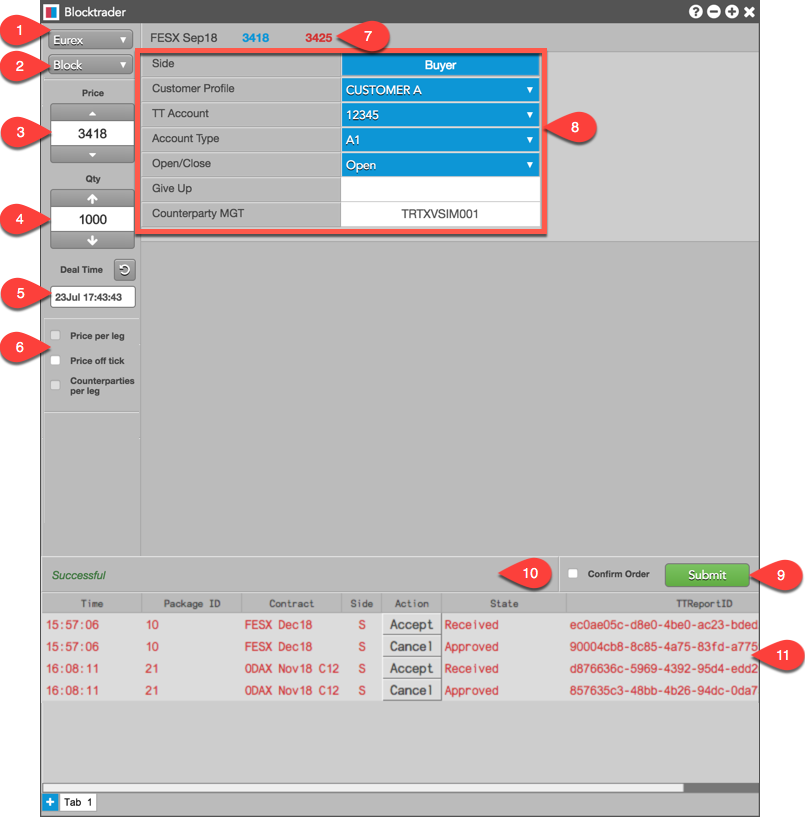 Blocktrader
1
Eurex
FESX Sep18 3418 3425
7
2
Block
Side Buyer
Customer Profile CUSTOMER A
TT Account 12345
Account Type A1
Open/Close Open
Give Up
Counterparty MGT TRTXVSIM001
8
Price
3
3418
Qty
4
1000
Deal Time
5
23Jul 17:43:43
6
Price per leg
Price off tick
Counterparties
per leg
Successful
10
Confirm Order
Submit
9
Time Package ID Contract Side Action State TTReportID
15:57:06 10 FESX Dec18 S Accept Received ec0ae05c-d8e0-4be0-ac23-bded
15:57:06 10 FESX Dec18 S Cancel Approved 90004cb8-8c85-4a75-83fd-a775
16:08:11 21 ODAX Nov18 C12 S Accept Received d876636c-5969-4392-95d4-edd2
16:08:11 21 ODAX Nov18 C12 S Cancel Approved 857635c3-48bb-4b26-94dc-0da7
11
Tab 1